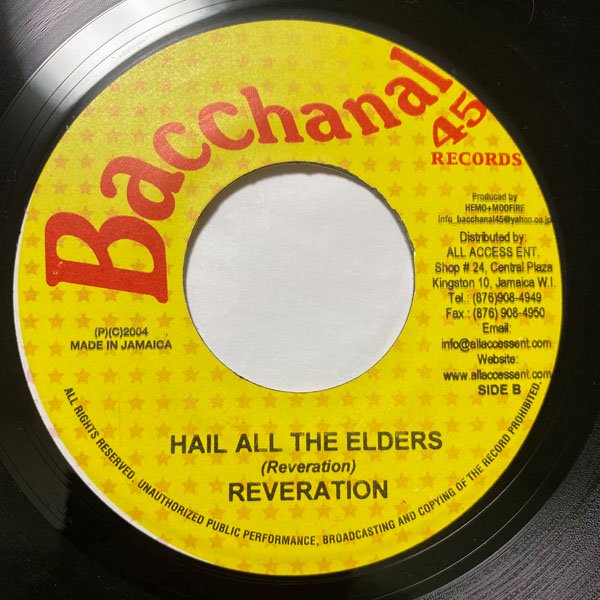 BacChanal
45
RECORDS
Produced by
HEMO+MOOFIRE
info_bacchanal45@yahoo.co.jp
Distributed by:
ALL ACCESS ENT.
Shop # 24, Central Plaza
Kingston 10, Jamaica W.I.
Tel.: (876)908-4949
Fax.: (876) 908-4950
Email:
info@allaccessent.com
Website:
www.allaccessent.com
SIDE B
(P)(C)2004
MADE IN JAMAICA
HAIL ALL THE ELDERS
(Reveration)
REVERATION
ALL RIGHTS RESERVED. UNAUTHORIZED PUBLIC PERFORMANCE, BROADCASTING AND COPYING OF THE RECORD PROHIBITED.